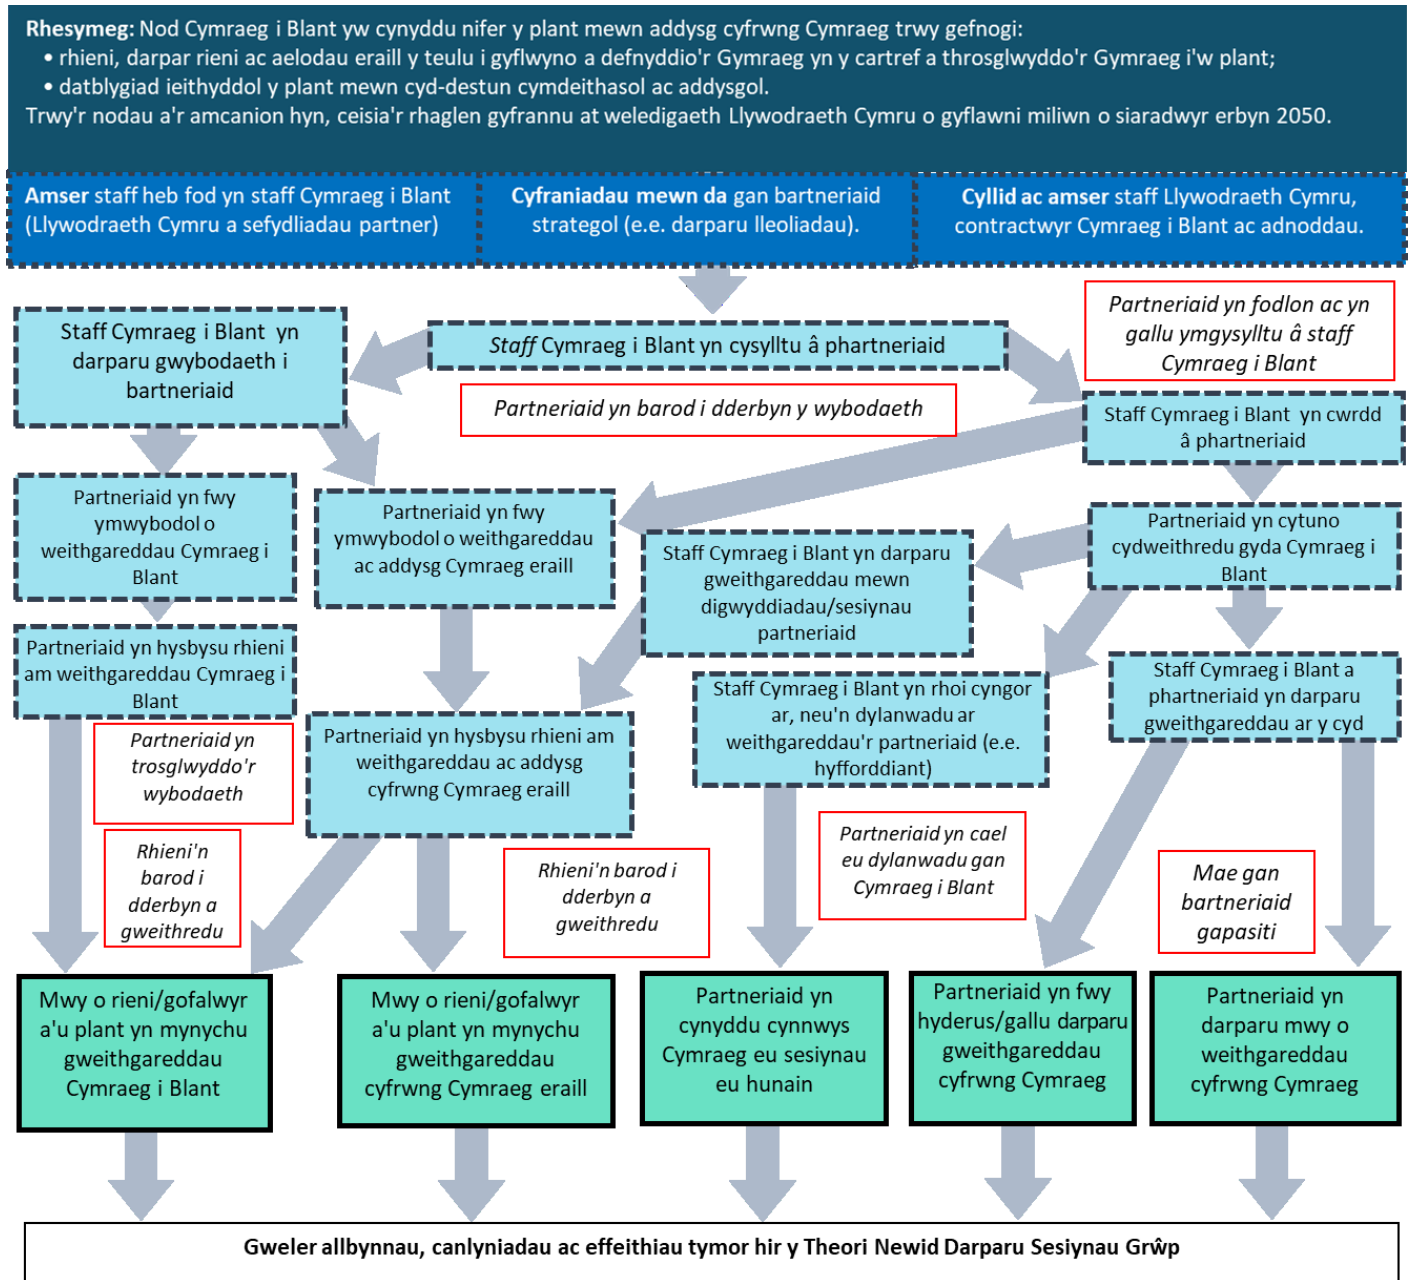 Rhesymeg: Nod Cymraeg i Blant yw cynyddu nifer y plant mewn addysg cyfrwng Cymraeg trwy gefnogi:
• rhieni, darpar rieni ac aelodau eraill y teulu i gyflwyno a defnyddio'r Gymraeg yn y cartref a throsglwyddo'r Gymraeg i'w plant;
• datblygiad ieithyddol y plant mewn cyd-destun cymdeithasol ac addysgol.
Trwy'r nodau a'r amcanion hyn, ceisia'r rhaglen gyfrannu at weledigaeth Llywodraeth Cymru o gyflawni miliwn o siaradwyr erbyn 2050.
Amser staff heb fod yn staff Cymraeg i Blant
(Llywodraeth Cymru a sefydliadau partner)
Cyfraniadau mewn da gan bartneriaid
strategol (e.e. darparu lleoliadau).
Cyllid ac amser staff Llywodraeth Cymru,
contractwyr Cymraeg i Blant ac adnoddau.
Staff Cymraeg i Blant yn
darparu gwybodaeth i
bartneriaid
Staff Cymraeg i Blant yn cysylltu â phartneriaid
Partneriaid yn fodlon ac yn
gallu ymgysylltu â staff
Cymraeg i Blant
Partneriaid yn barod i dderbyn y wybodaeth
Staff Cymraeg i Blant yn cwrdd
â phartneriaid
Partneriaid yn fwy
ymwybodol o
weithgareddau Cymraeg i
Blant
Partneriaid yn fwy
ymwybodol o weithgareddau
ac addysg Cymraeg eraill
Staff Cymraeg i Blant yn darparu
gweithgareddau mewn
digwyddiadau/sesiynau
partneriaid
Partneriaid yn cytuno
cydweithredu gyda Cymraeg i
Blant
Partneriaid yn hysbysu rhieni
am weithgareddau Cymraeg i
Blant
Staff Cymraeg i Blant yn rhoi cyngor
ar, neu'n dylanwadu ar
weithgareddau'r partneriaid (e.e.
hyfforddiant)
Staff Cymraeg i Blant a
phartneriaid yn darparu
gweithgareddau ar y cyd
Partneriaid yn
trosglwyddo'r
wybodaeth
Partneriaid yn hysbysu rhieni am
weithgareddau ac addysg
cyfrwng Cymraeg eraill
Rhieni'n
barod i
dderbyn a
gweithredu
Rhieni'n barod i
dderbyn a
gweithredu
Partneriaid yn cael
eu dylanwadu gan
Cymraeg i Blant
Mae gan
bartneriaid
gapasiti
Mwy o rieni/gofalwyr
a'u plant yn mynychu
gweithgareddau
Cymraeg i Blant
Mwy o rieni/gofalwyr
a'u plant yn mynychu
gweithgareddau
cyfrwng Cymraeg eraill
Partneriaid yn
cynyddu cynnwys
Cymraeg eu sesiynau
eu hunain
Partneriaid yn fwy
hyderus/gallu darparu
gweithgareddau
cyfrwng Cymraeg
Partneriaid yn
darparu mwy o
weithgareddau
cyfrwng Cymraeg
Gweler allbynnau, canlyniadau ac effeithiau tymor hir y Theori Newid Darparu Sesiynau Grŵp